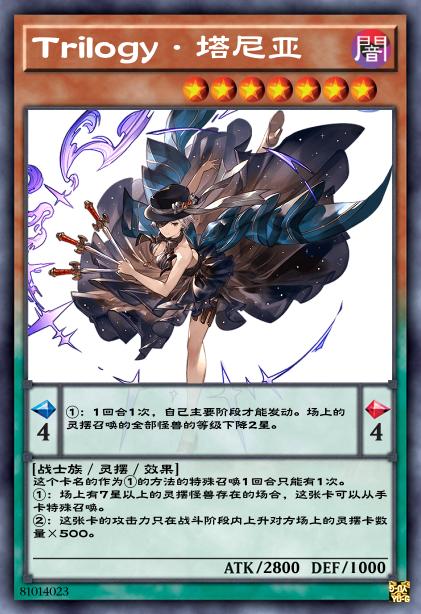 Trilogy・塔尼亚
闇
①：1回合1次，自己主要阶段才能发动。场上的
灵摆召唤的全部怪兽的等级下降2星。
4
4
[战士族 / 灵摆 / 效果]
这个卡名的作为①的方法的特殊召唤1回合只能有1次。
①：场上有7星以上的灵摆怪兽存在的场合，这张卡可以从手
卡特殊召唤。
②：这张卡的攻击力只在战斗阶段内上升对方场上的灵摆卡数
量×500。
ATK/2800 DEF/1000
81014023